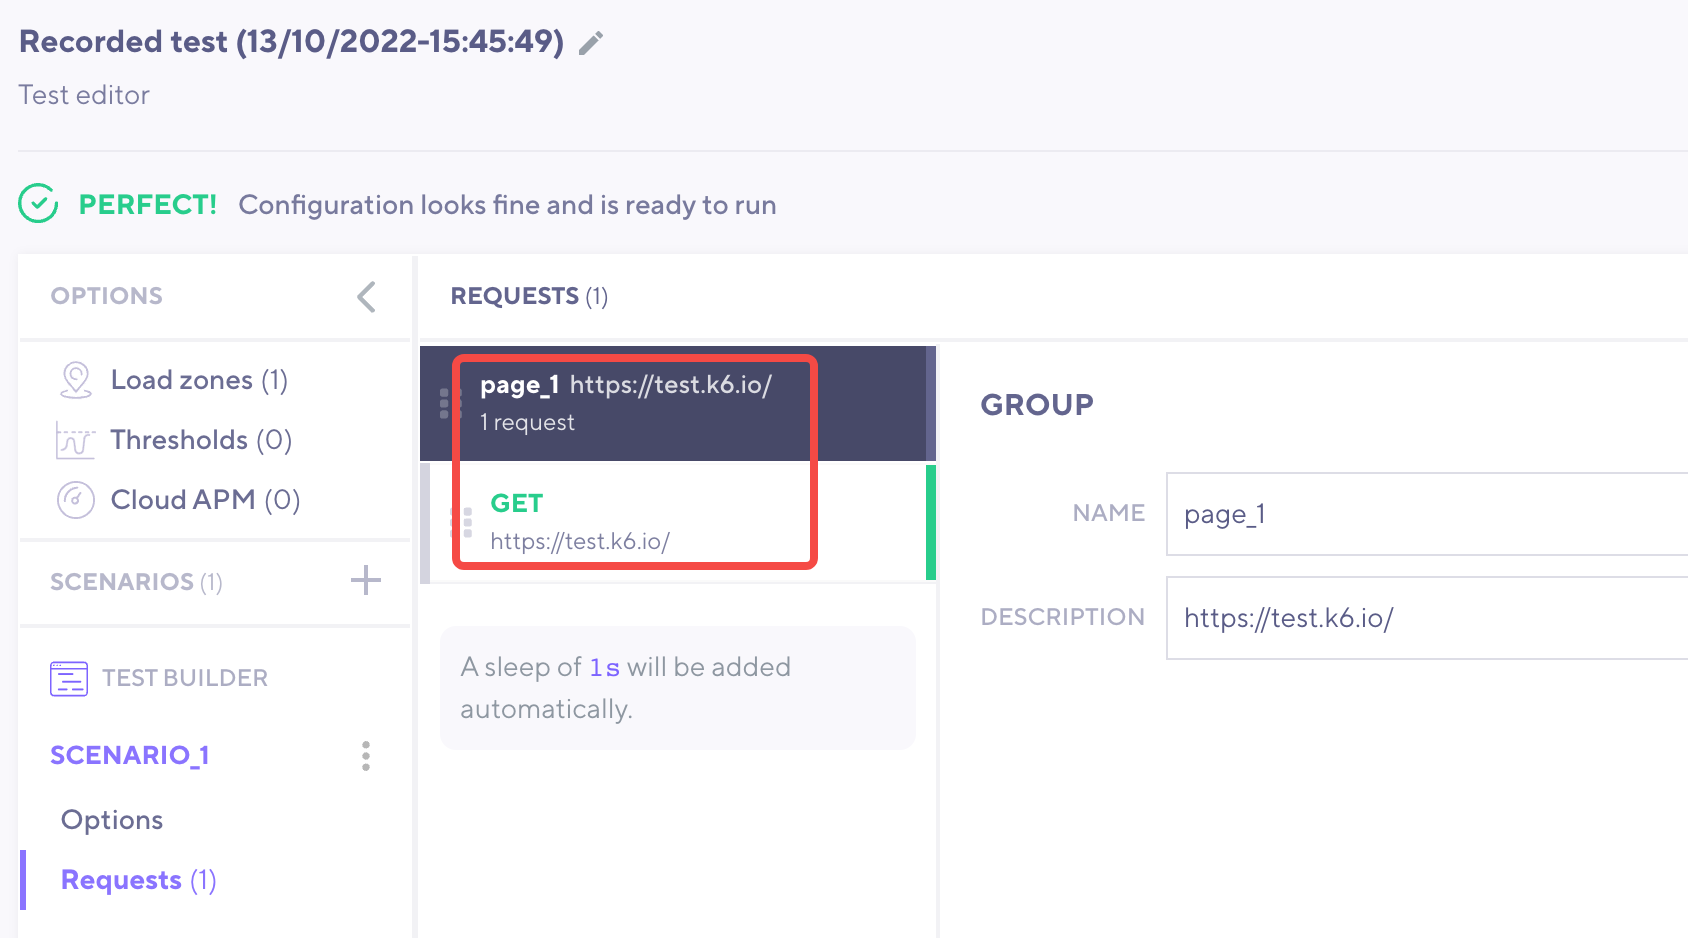 Recorded test (13/10/2022-15:45:49)
Test editor
PERFECT! Configuration looks fine and is ready to run
OPTIONS
Load zones (1)
Thresholds (0)
Cloud APM (0)
SCENARIOS (1)
TEST BUILDER
SCENARIO_1
Options
Requests (1)
REQUESTS (1)
page_1 https://test.k6.io/
1 request
GET
https://test.k6.io/
A sleep of 1s will be added
automatically.
GROUP
NAME page_1
DESCRIPTION https://test.k6.io/